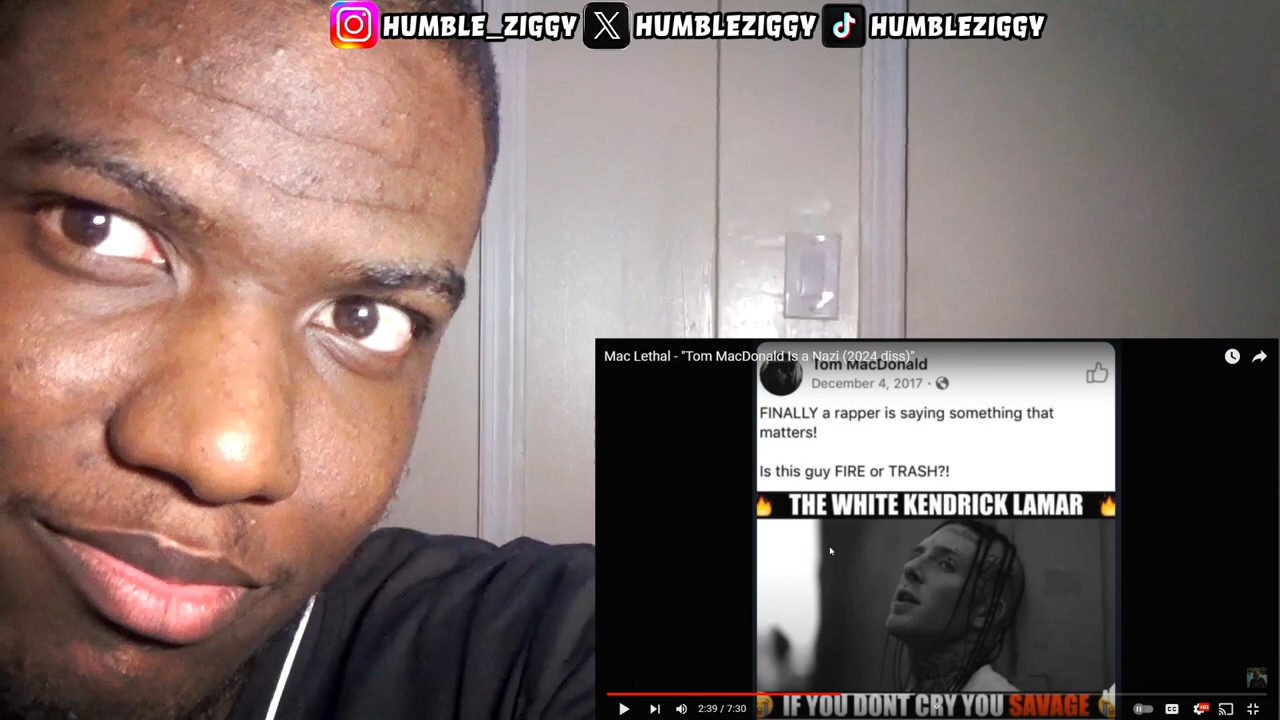 HUMBLE_ZIGGY HUMBLEZIGGY HUMBLEZIGGY
Mac Lethal - "Tom MacDonald Is a Nazi (2024 diss)"
Tom MacDonald
December 4, 2017 ·
FINALLY a rapper is saying something that
matters!
Is this guy FIRE or TRASH?!
THE WHITE KENDRICK LAMAR
IF YOU DONT CRY YOU SAVAGE
2:39 / 7:30
CC
HD